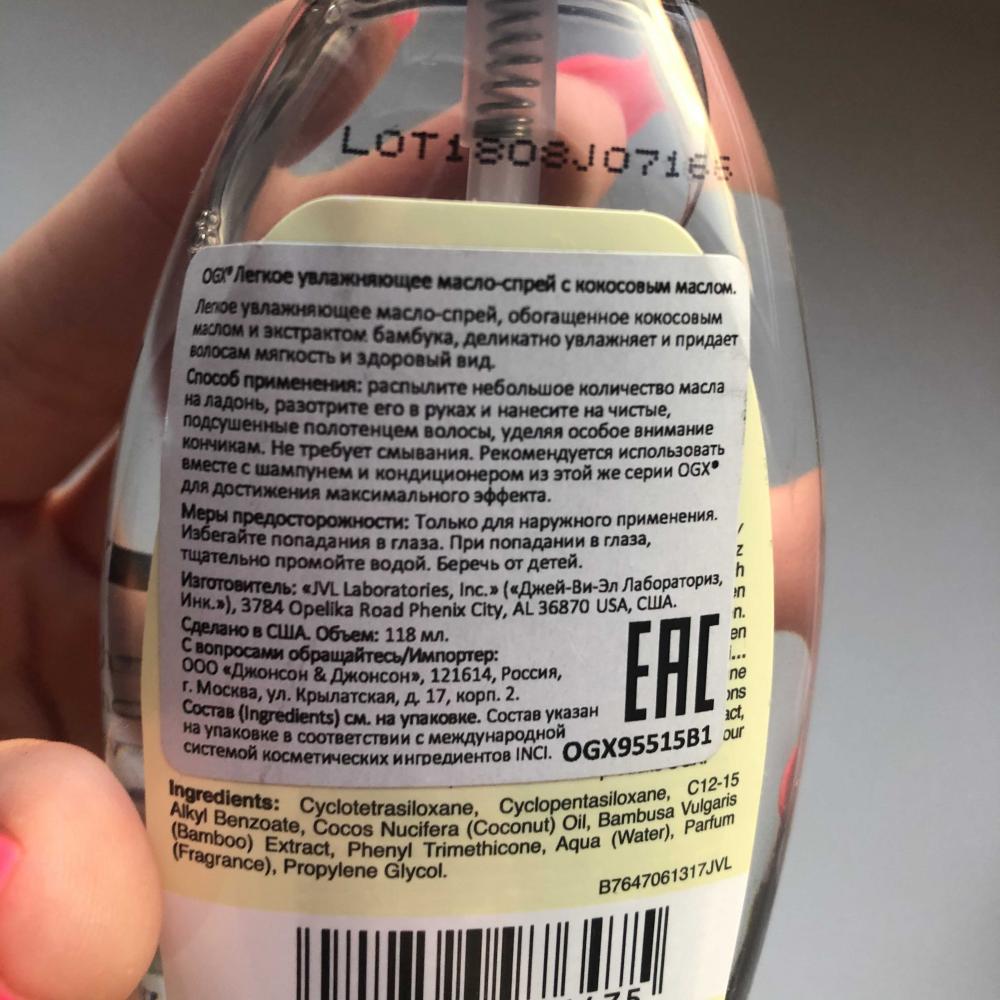 LOT1808J07186
OGX® Легкое увлажняющее масло-спрей с кокосовым маслом.
Легкое увлажняющее масло-спрей, обогащенное кокосовым
маслом и экстрактом бамбука, деликатно увлажняет и придает
волосам мягкость и здоровый вид.
Способ применения: распылите небольшое количество масла
на ладонь, разотрите его в руках и нанесите на чистые,
подсушенные полотенцем волосы, уделяя особое внимание
кончикам. Не требует смывания. Рекомендуется использовать
вместе с шампунем и кондиционером из этой же серии OGX®
для достижения максимального эффекта.
Меры предосторожности: Только для наружного применения.
Избегайте попадания в глаза. При попадании в глаза,
тщательно промойте водой. Беречь от детей.
Изготовитель: «JVL Laboratories, Inc.» («Джей-Ви-Эл Лабораториз,
Инк.»), 3784 Opelika Road Phenix City, AL 36870 USA, США.
Сделано в США. Объем: 118 мл.
С вопросами обращайтесь/Импортер:
ООО «Джонсон & Джонсон», 121614, Россия,
г. Москва, ул. Крылатская, д. 17, корп. 2.
Состав (Ingredients) см. на упаковке. Состав указан
на упаковке в соответствии с международной
системой косметических ингредиентов INCI.
EAC
OGX95515B1
Ingredients: Cyclotetrasiloxane, Cyclopentasiloxane, C12-15
Alkyl Benzoate, Cocos Nucifera (Coconut) Oil, Bambusa Vulgaris
(Bamboo) Extract, Phenyl Trimethicone, Aqua (Water), Parfum
(Fragrance), Propylene Glycol.
B7647061317JVL